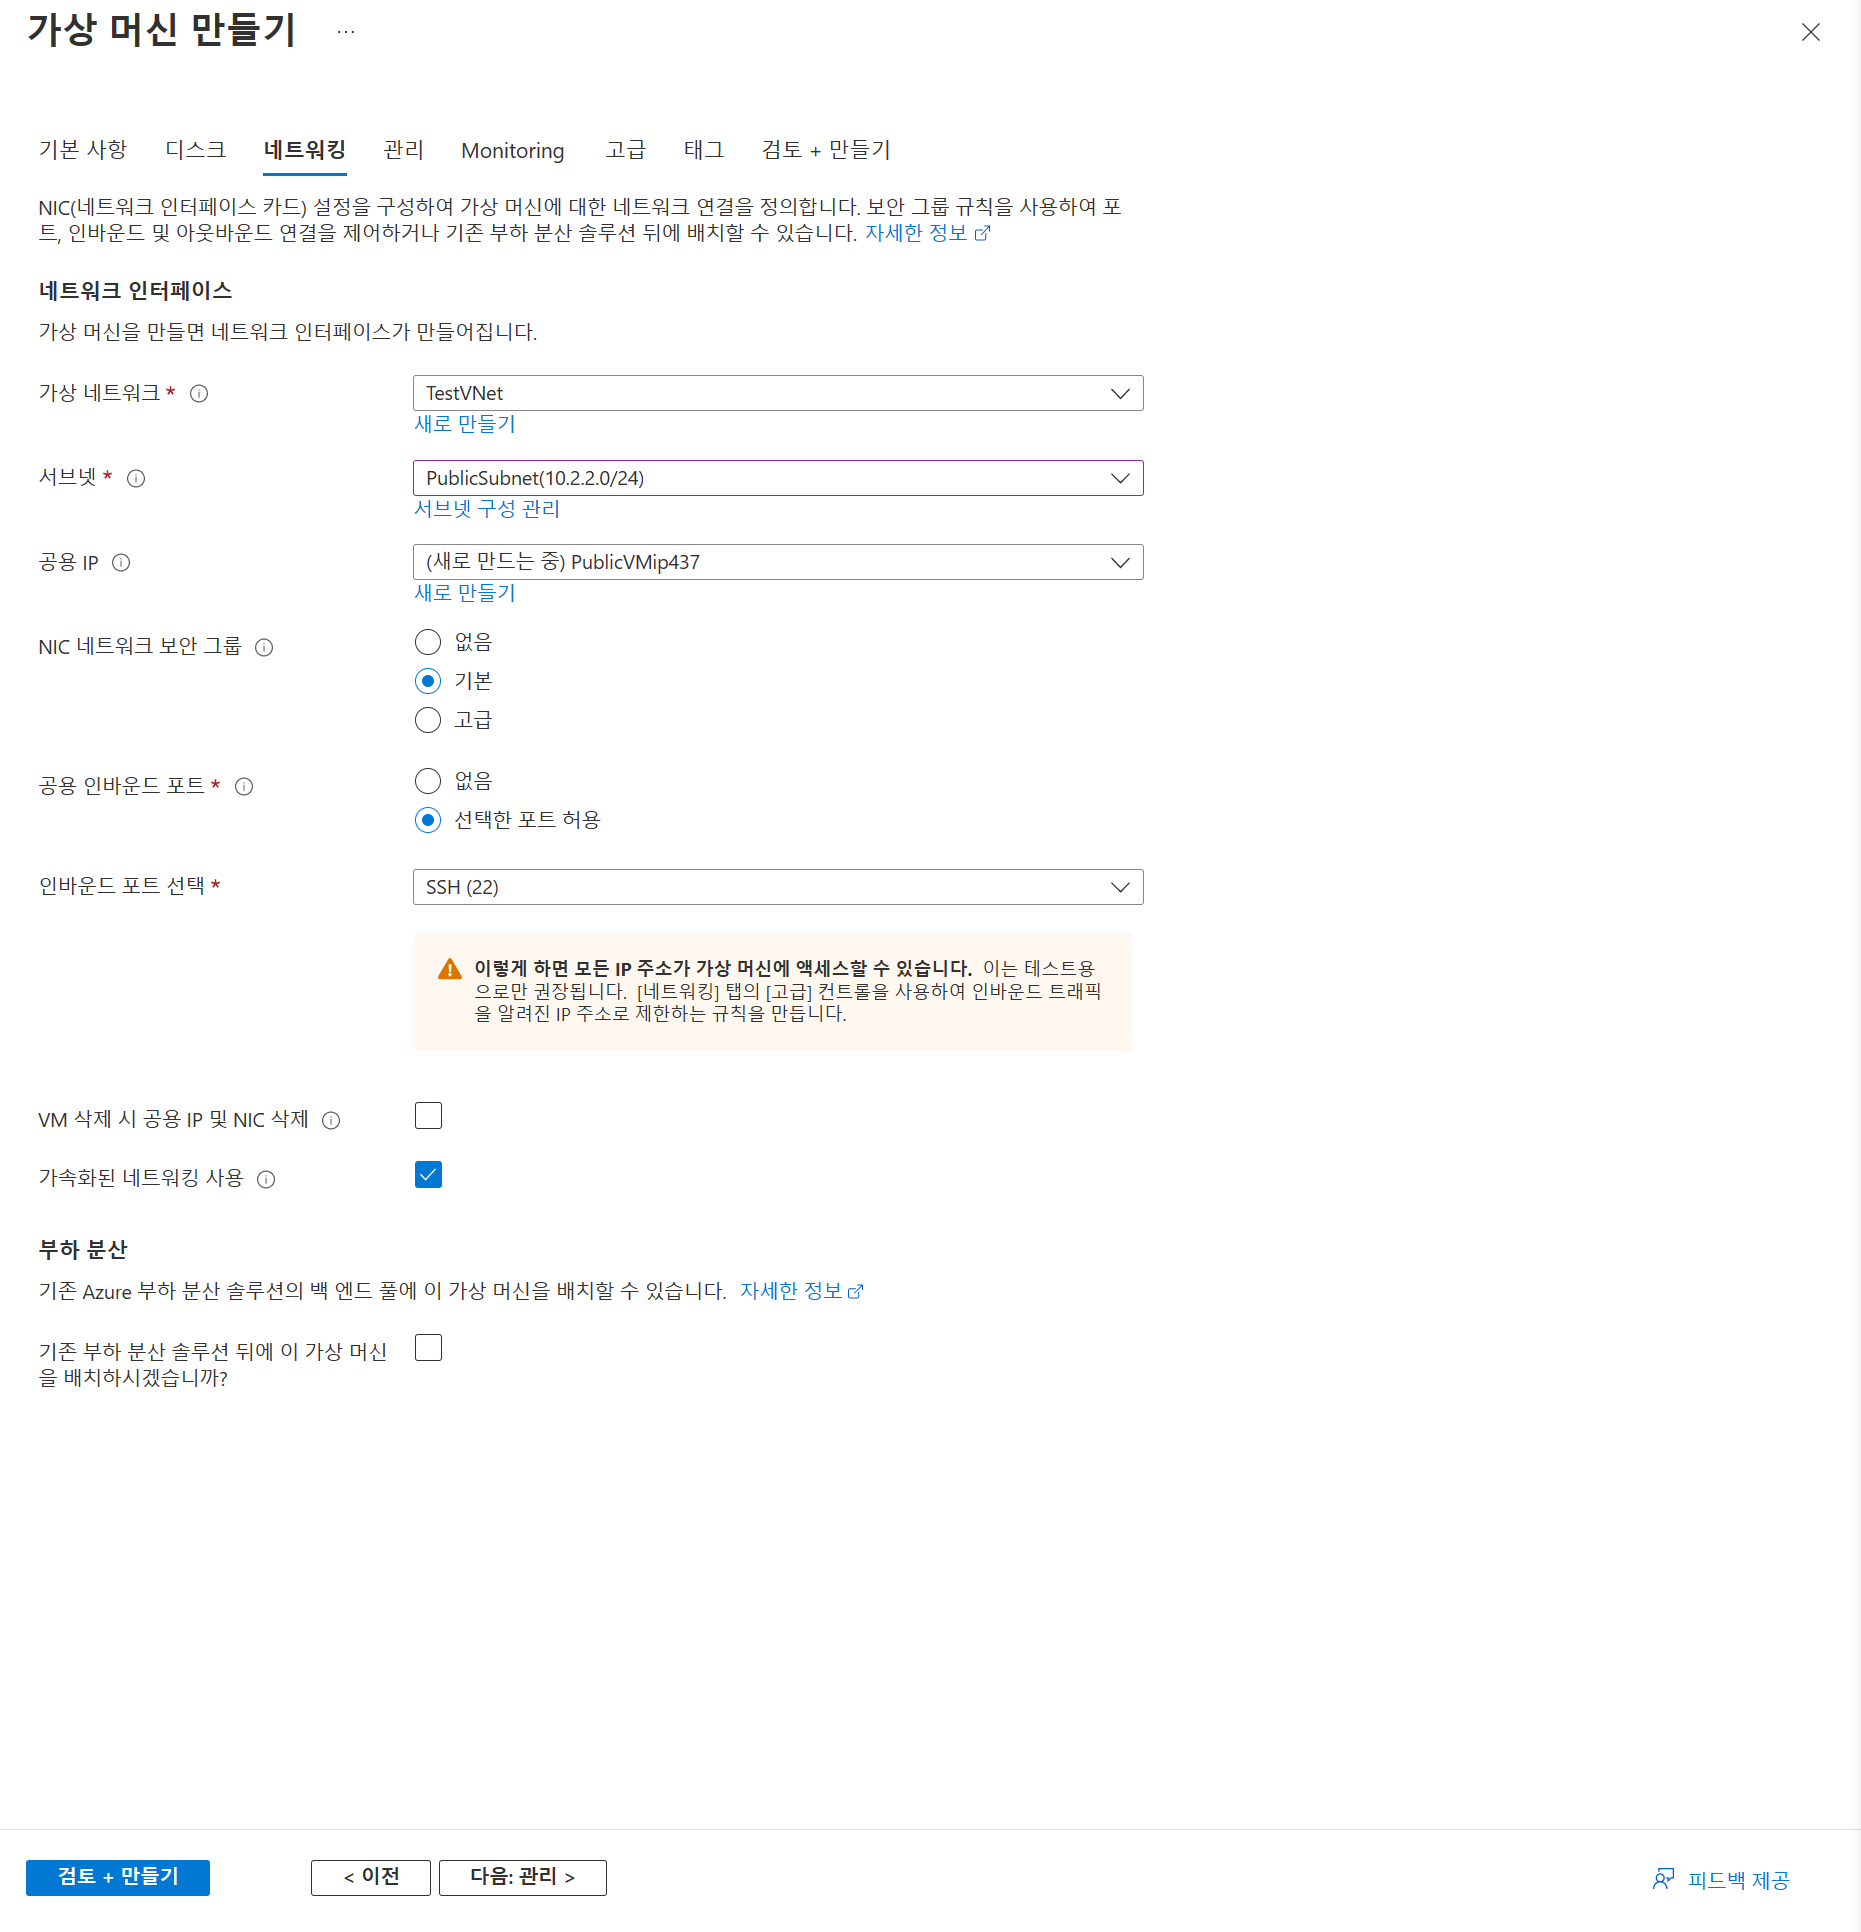 가상 머신 만들기 ...
기본 사항 디스크 네트워킹 관리 Monitoring 고급 태그 검토 + 만들기
NIC(네트워크 인터페이스 카드) 설정을 구성하여 가상 머신에 대한 네트워크 연결을 정의합니다. 보안 그룹 규칙을 사용하여 포
트, 인바운드 및 아웃바운드 연결을 제어하거나 기존 부하 분산 솔루션 뒤에 배치할 수 있습니다. 자세한 정보
네트워크 인터페이스
가상 머신을 만들면 네트워크 인터페이스가 만들어집니다.
가상 네트워크 * TestVNet
새로 만들기
서브넷 * PublicSubnet(10.2.2.0/24)
서브넷 구성 관리
공용 IP (새로 만드는 중) PublicVMip437
새로 만들기
NIC 네트워크 보안 그룹 없음
기본
고급
공용 인바운드 포트 * 없음
선택한 포트 허용
인바운드 포트 선택 * SSH (22)
이렇게 하면 모든 IP 주소가 가상 머신에 액세스할 수 있습니다. 이는 테스트용
으로만 권장됩니다. [네트워킹] 탭의 [고급] 컨트롤을 사용하여 인바운드 트래픽
을 알려진 IP 주소로 제한하는 규칙을 만듭니다.
VM 삭제 시 공용 IP 및 NIC 삭제
가속화된 네트워킹 사용
부하 분산
기존 Azure 부하 분산 솔루션의 백 엔드 풀에 이 가상 머신을 배치할 수 있습니다. 자세한 정보
기존 부하 분산 솔루션 뒤에 이 가상 머신
을 배치하시겠습니까?
검토 + 만들기 < 이전 다음: 관리 > 피드백 제공